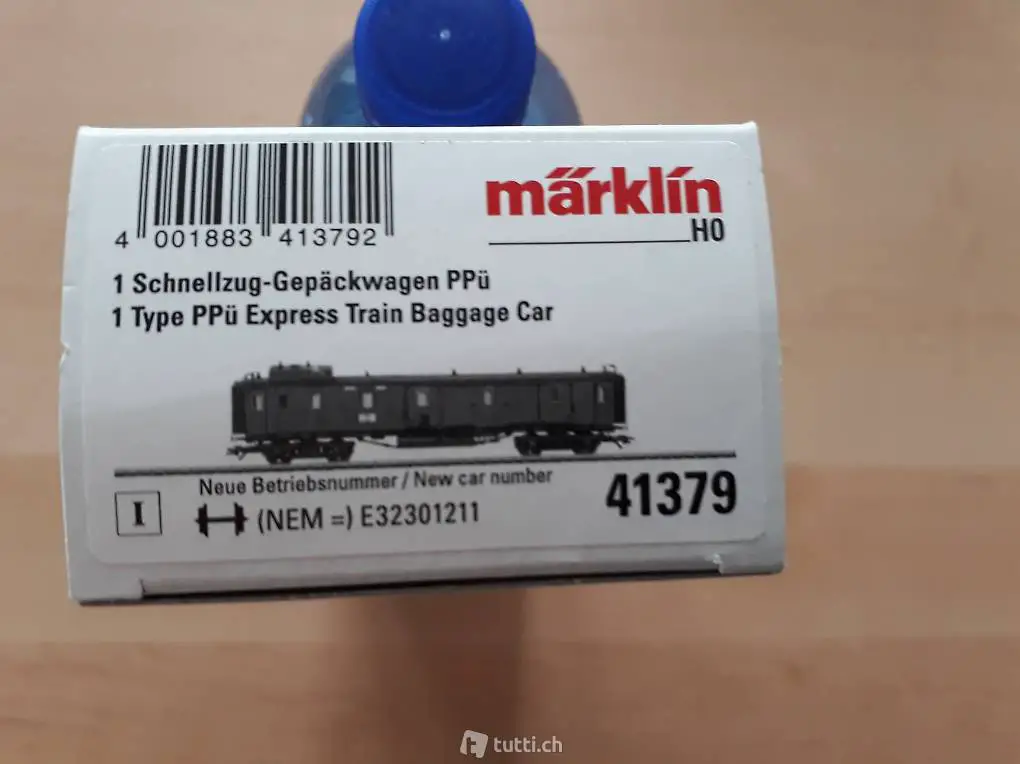 4 001883 413792
märklin
H0
1 Schnellzug-Gepäckwagen PPü
1 Type PPü Express Train Baggage Car
Neue Betriebsnummer / New car number
I
(NEM =) E32301211
41379
tutti.ch